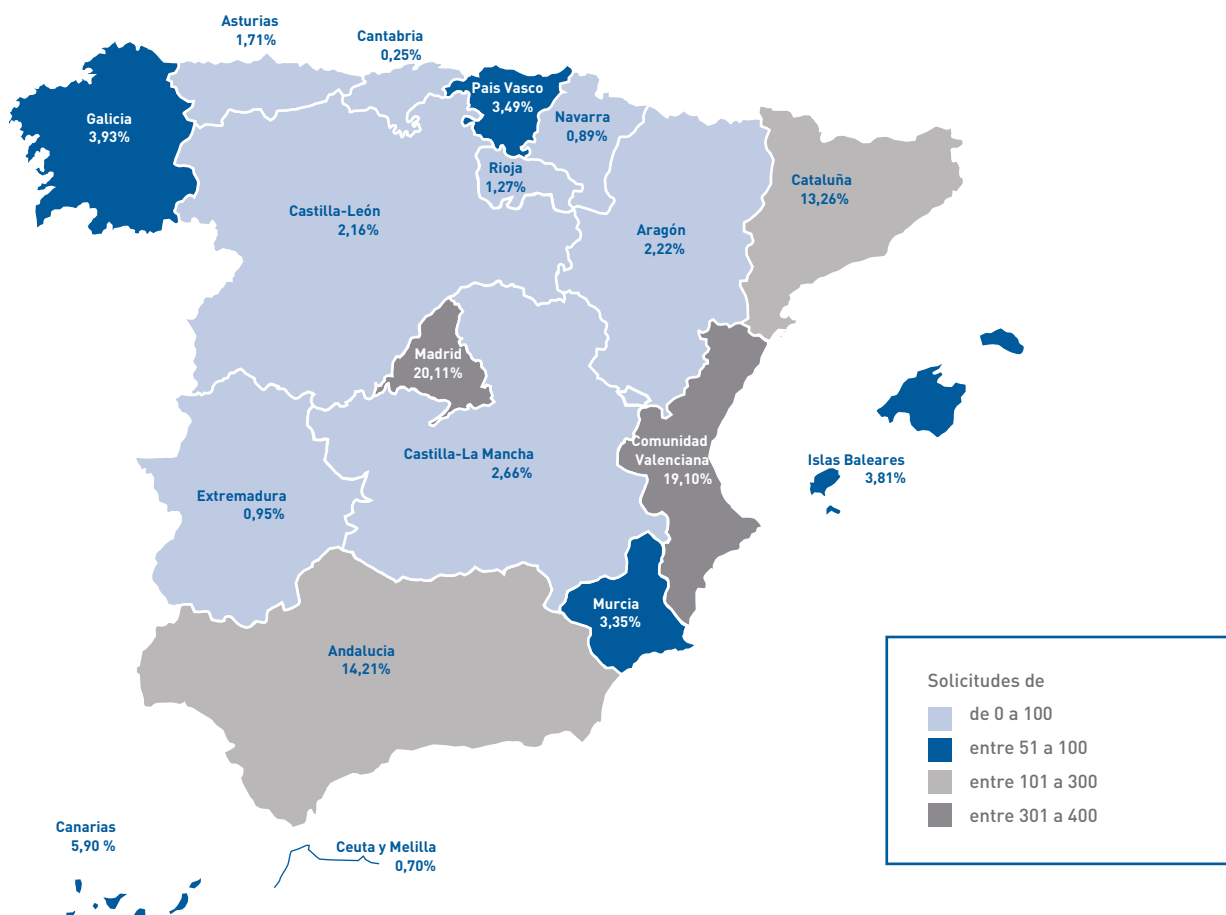 Asturias
1,71%
Cantabria
0,25%
Pais Vasco
3,49%
Galicia
3,93%
Navarra
0,89%
Rioja
1,27%
Cataluña
13,26%
Castilla-León
2,16%
Aragón
2,22%
Madrid
20,11%
Comunidad
Valenciana
19,10%
Castilla-La Mancha
2,66%
Islas Baleares
3,81%
Extremadura
0,95%
Murcia
3,35%
Andalucia
14,21%
Canarias
5,90 %
Ceuta y Melilla
0,70%
Solicitudes de
de 0 a 100
entre 51 a 100
entre 101 a 300
entre 301 a 400